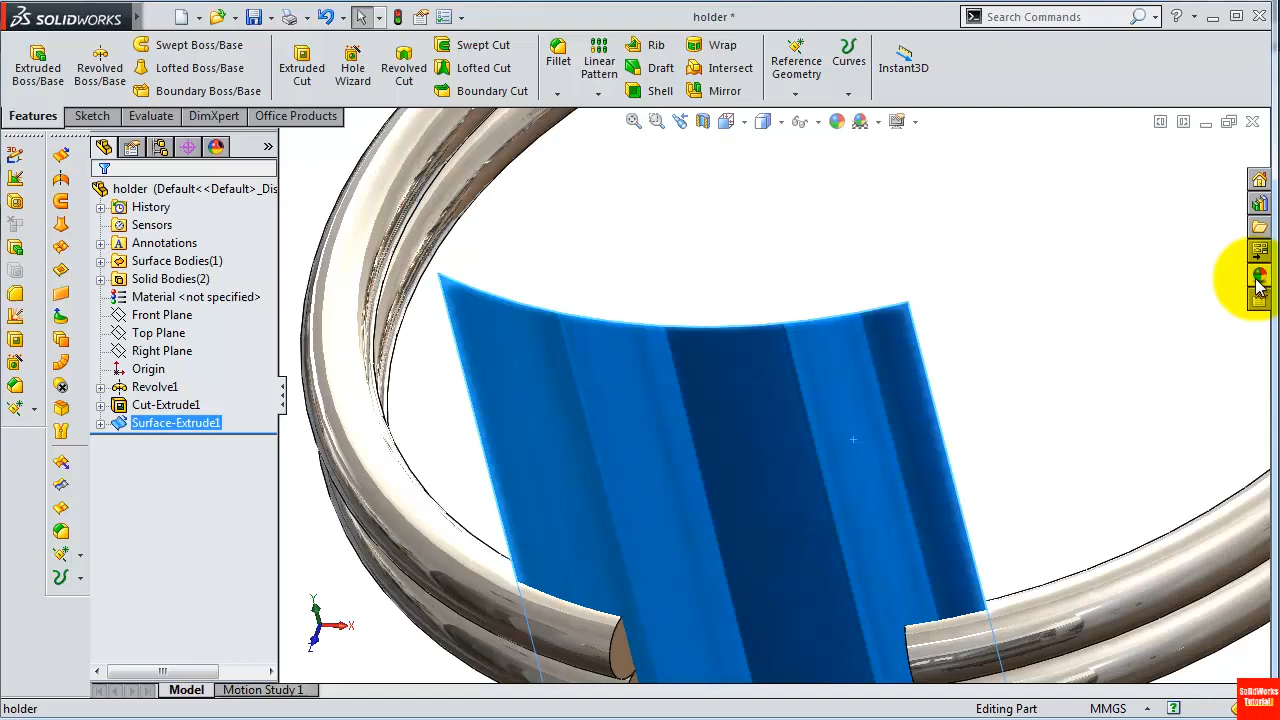 SOLIDWORKS
holder *
Search Commands
Extruded Boss/Base
Revolved Boss/Base
Swept Boss/Base
Lofted Boss/Base
Boundary Boss/Base
Extruded Cut
Hole Wizard
Revolved Cut
Swept Cut
Lofted Cut
Boundary Cut
Fillet
Linear Pattern
Rib
Draft
Shell
Wrap
Intersect
Mirror
Reference Geometry
Curves
Instant3D
Features
Sketch
Evaluate
DimXpert
Office Products
holder (Default<<Default>_Dis
History
Sensors
Annotations
Surface Bodies(1)
Solid Bodies(2)
Material <not specified>
Front Plane
Top Plane
Right Plane
Origin
Revolve1
Cut-Extrude1
Surface-Extrude1
Y
X
Z
Model
Motion Study 1
holder
Editing Part
MMGS
SolidWorks
Tutorial!